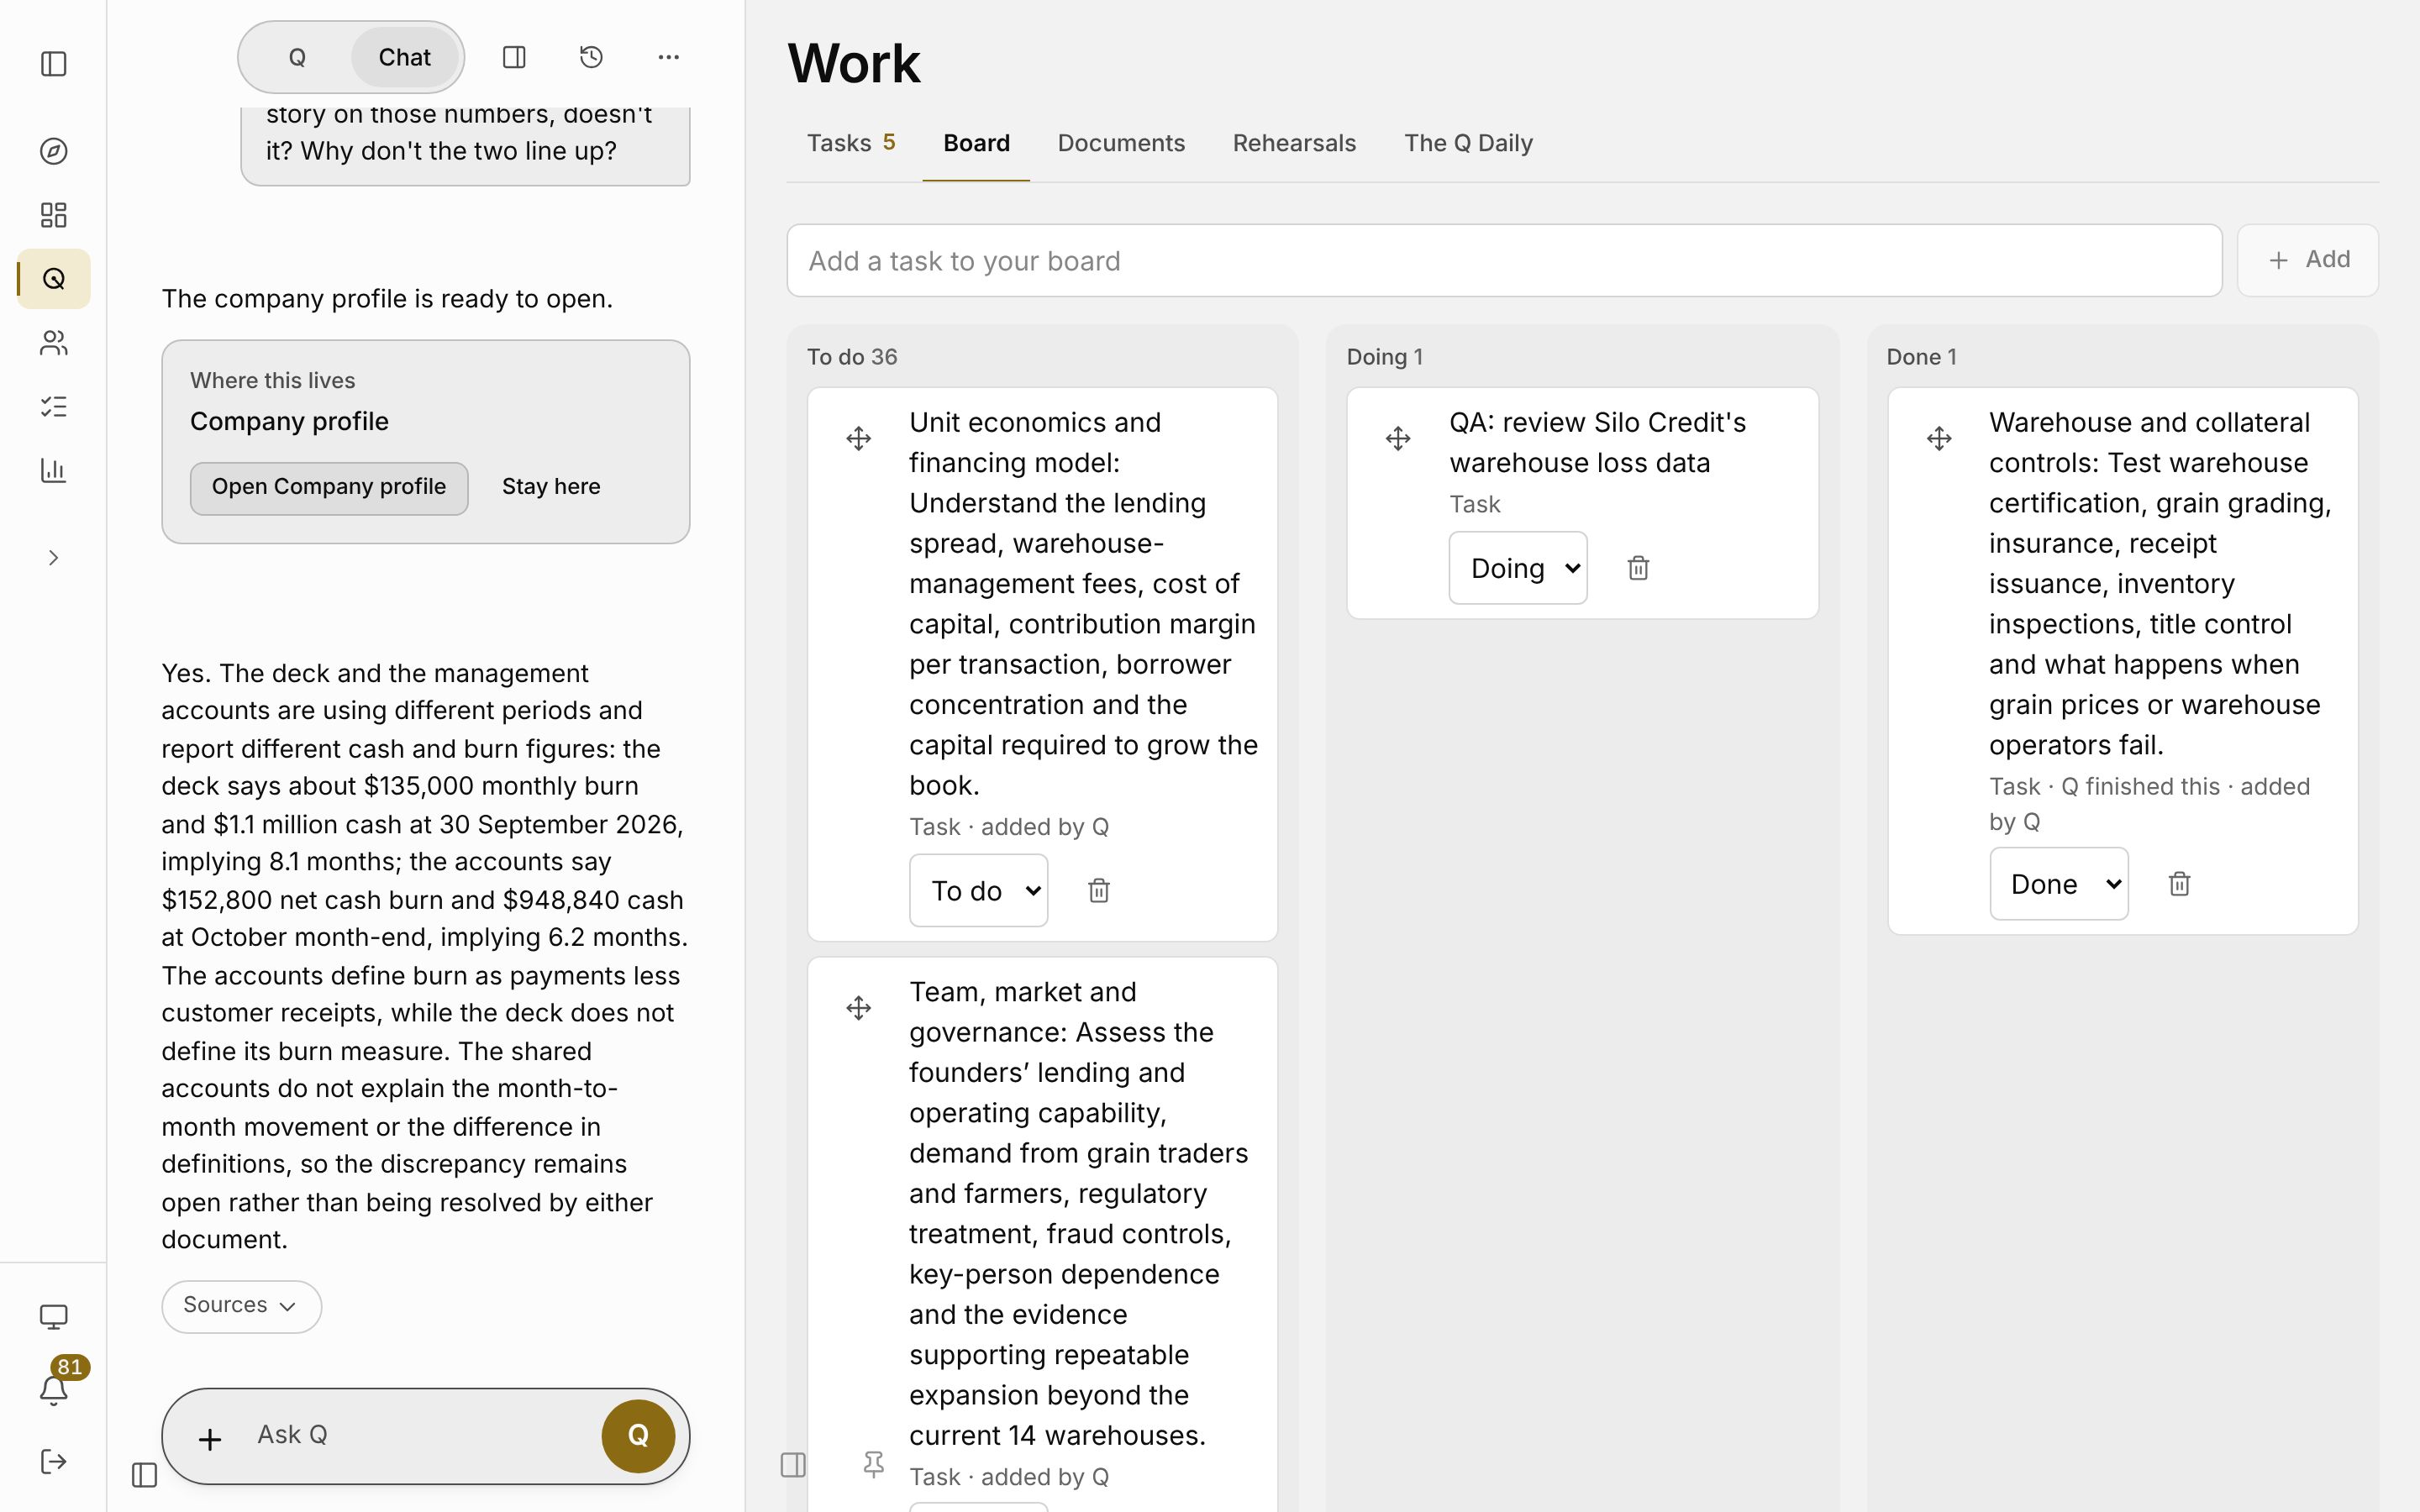 Q
Chat
story on those numbers, doesn't
it? Why don't the two line up?
The company profile is ready to open.
Where this lives
Company profile
Open Company profile
Stay here
Yes. The deck and the management
accounts are using different periods and
report different cash and burn figures: the
deck says about $135,000 monthly burn
and $1.1 million cash at 30 September 2026,
implying 8.1 months; the accounts say
$152,800 net cash burn and $948,840 cash
at October month-end, implying 6.2 months.
The accounts define burn as payments less
customer receipts, while the deck does not
define its burn measure. The shared
accounts do not explain the month-to-
month movement or the difference in
definitions, so the discrepancy remains
open rather than being resolved by either
document.
Sources
Ask Q
Q
Q
81
Work
Tasks 5
Board
Documents
Rehearsals
The Q Daily
Add a task to your board
Add
To do 36
Unit economics and
financing model:
Understand the lending
spread, warehouse-
management fees, cost of
capital, contribution margin
per transaction, borrower
concentration and the
capital required to grow the
book.
Task · added by Q
To do
Team, market and
governance: Assess the
founders’ lending and
operating capability,
demand from grain traders
and farmers, regulatory
treatment, fraud controls,
key-person dependence
and the evidence
supporting repeatable
expansion beyond the
current 14 warehouses.
Task · added by Q
Doing 1
QA: review Silo Credit's
warehouse loss data
Task
Doing
Done 1
Warehouse and collateral
controls: Test warehouse
certification, grain grading,
insurance, receipt
issuance, inventory
inspections, title control
and what happens when
grain prices or warehouse
operators fail.
Task · Q finished this · added
by Q
Done